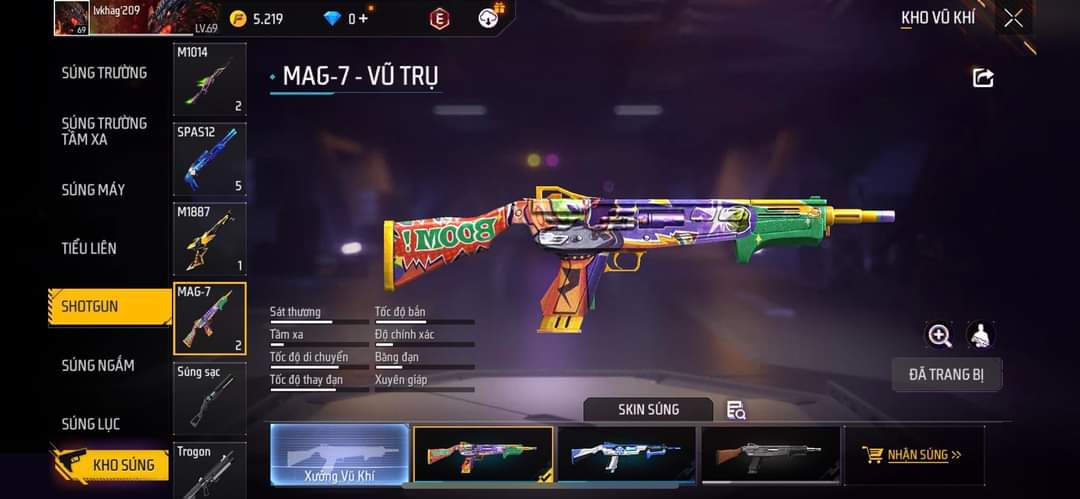 lvkhag'209
69
LV.69
5.219
0+
E
KHO VŨ KHÍ
SÚNG TRƯỜNG
SÚNG TRƯỜNG
TẦM XA
SÚNG MÁY
TIỂU LIÊN
SHOTGUN
SÚNG NGẮM
SÚNG LỤC
KHO SÚNG
M1014
2
SPAS12
5
M1887
1
MAG-7
2
Súng sạc
Trogon
MAG-7 - VŨ TRỤ
BOOM!
Sát thương
Tốc độ bắn
Tầm xa
Độ chính xác
Tốc độ di chuyển
Băng đạn
Tốc độ thay đạn
Xuyên giáp
ĐÃ TRANG BỊ
SKIN SÚNG
Xưởng Vũ Khí
NHẬN SÚNG >>